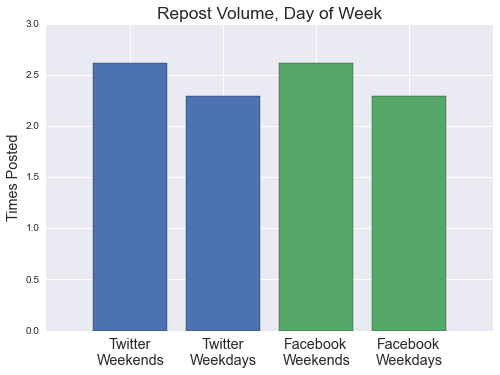 Repost Volume, Day of Week
Times Posted
3.0
2.5
2.0
1.5
1.0
0.5
0.0
Twitter Weekends
Twitter Weekdays
Facebook Weekends
Facebook Weekdays